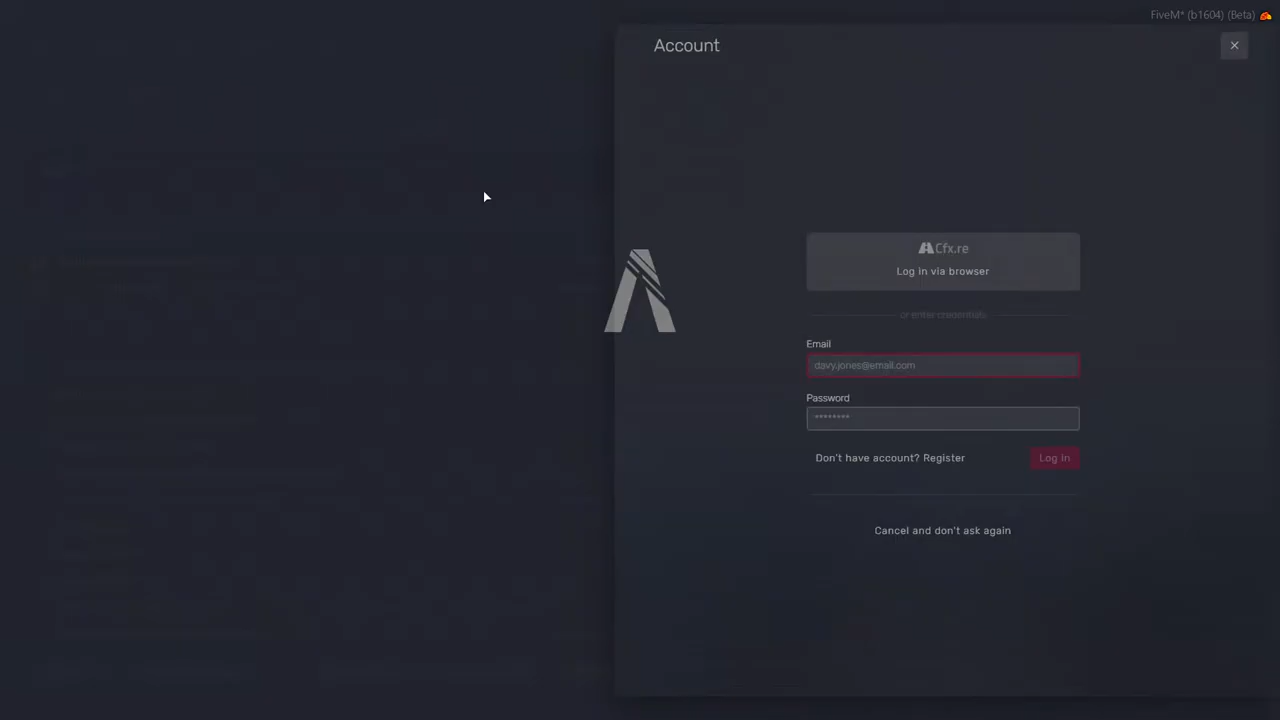 FiveM* (b1604) (Beta)
Account
Cfx.re
Log in via browser
or enter credentials
Email
davy.jones@email.com
Password
********
Don't have account? Register
Log in
Cancel and don't ask again